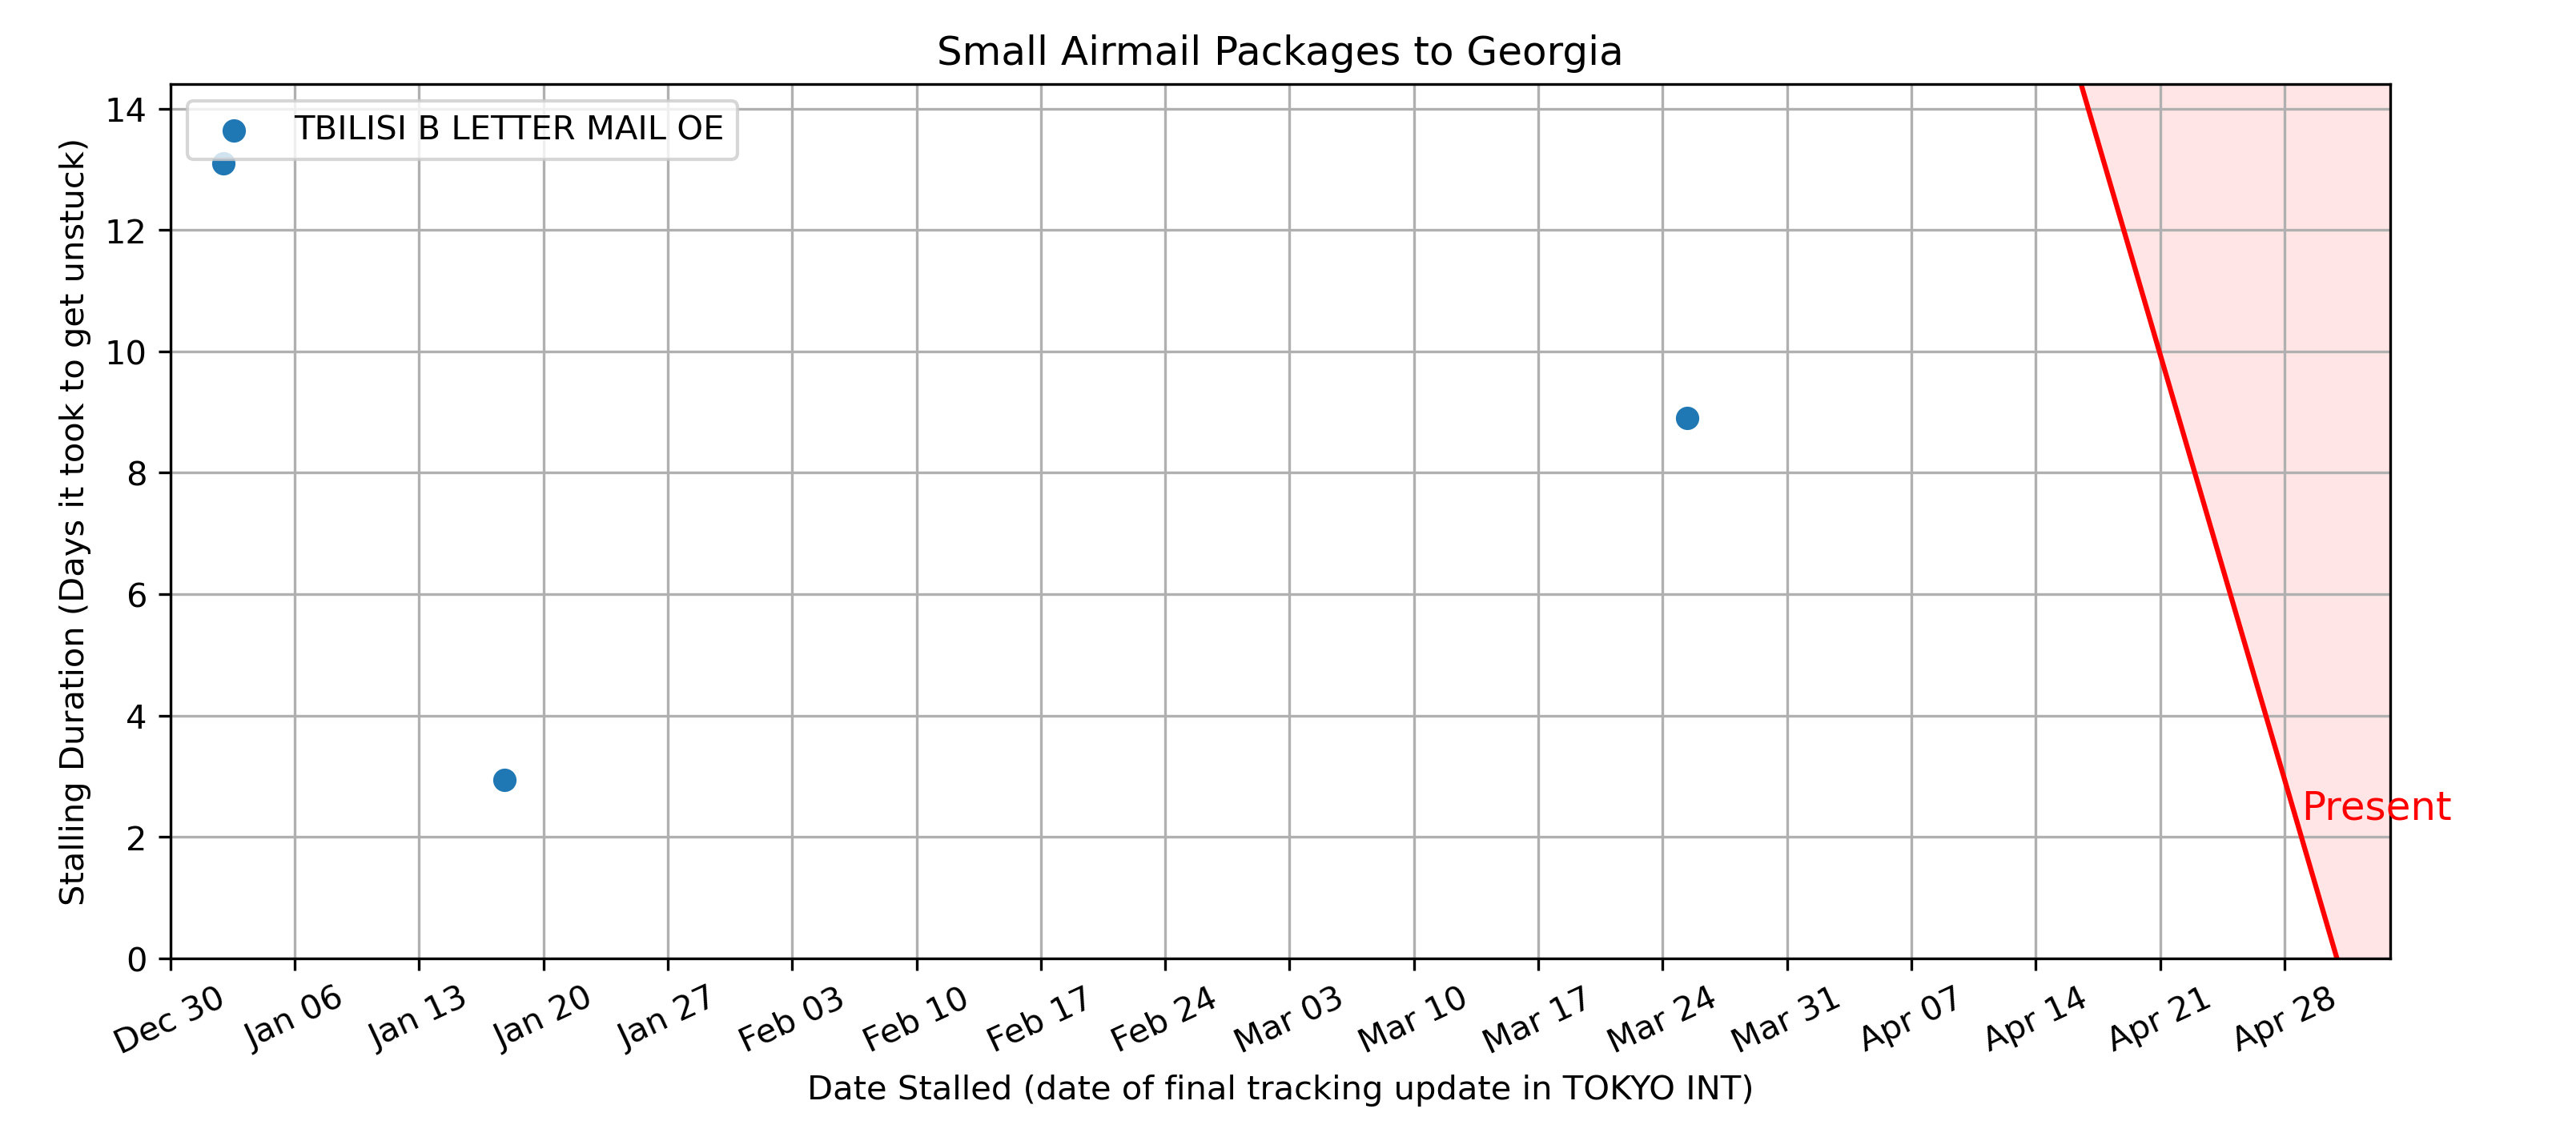 Small Airmail Packages to Georgia
TBILISI B LETTER MAIL OE
Stalling Duration (Days it took to get unstuck)
14
12
10
8
6
4
2
0
Present
Dec 30
Jan 06
Jan 13
Jan 20
Jan 27
Feb 03
Feb 10
Feb 17
Feb 24
Mar 03
Mar 10
Mar 17
Mar 24
Mar 31
Apr 07
Apr 14
Apr 21
Apr 28
Date Stalled (date of final tracking update in TOKYO INT)